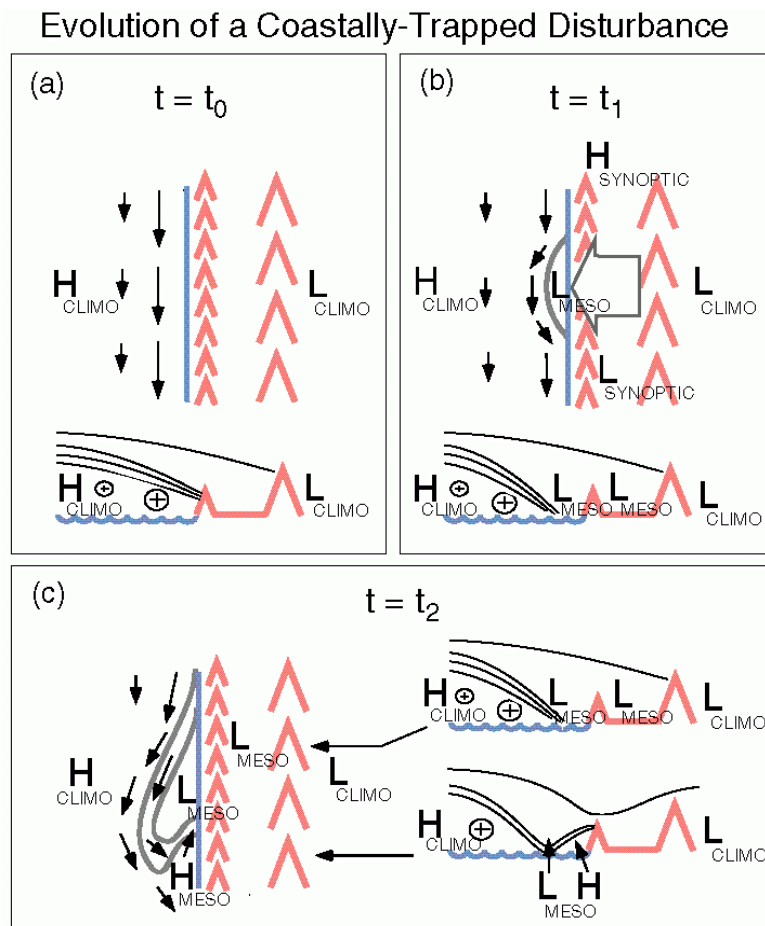 Evolution of a Coastally-Trapped Disturbance
(a)
t = t0
H CLIMO
L CLIMO
H CLIMO
L CLIMO
(b)
t = t1
H SYNOPTIC
H CLIMO
L MESO
L CLIMO
L SYNOPTIC
H CLIMO
L MESO
L MESO
L CLIMO
(c)
t = t2
H CLIMO
L MESO
L MESO
L CLIMO
H MESO
H CLIMO
L MESO
L MESO
L CLIMO
H CLIMO
L CLIMO
L MESO
H